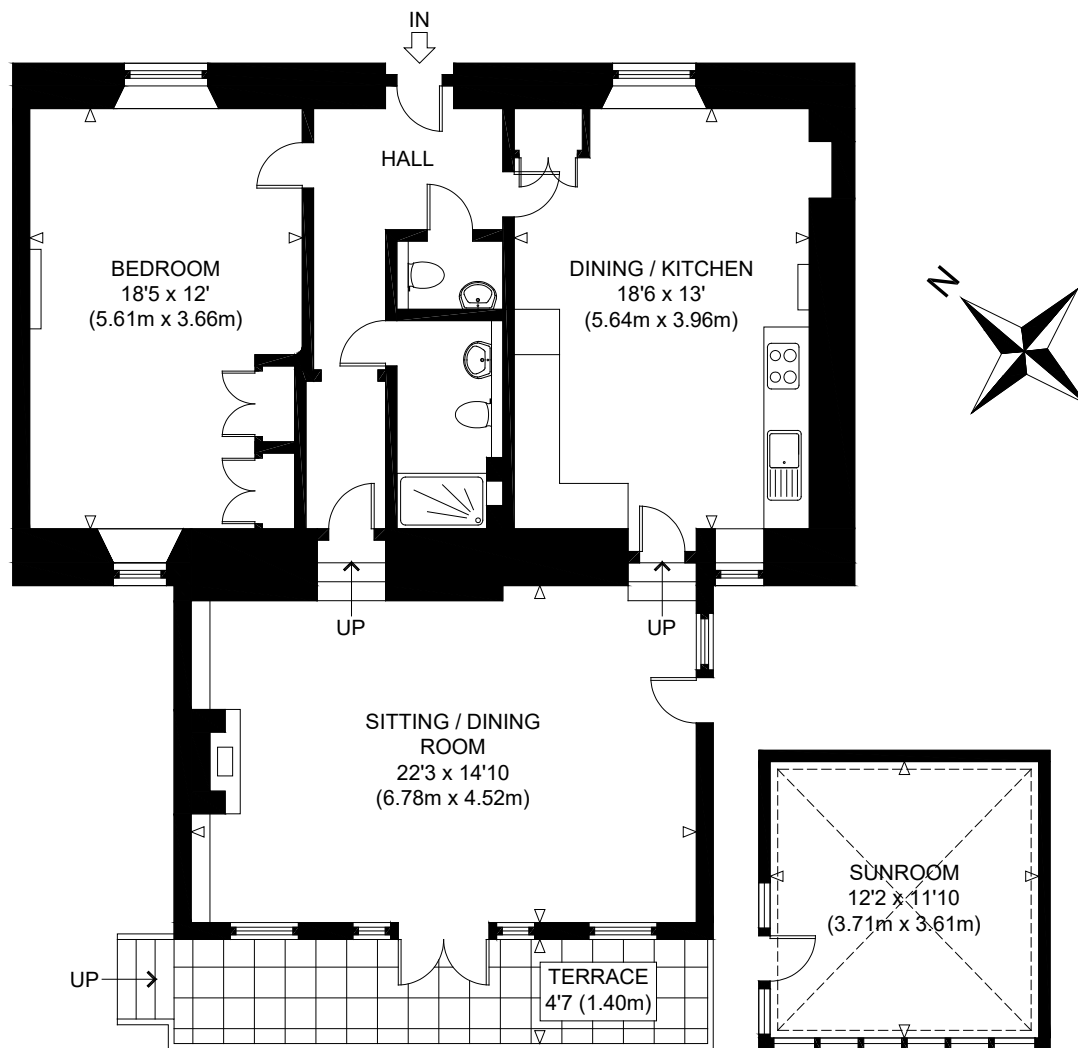 IN
HALL
BEDROOM
18'5 x 12'
(5.61m x 3.66m)
DINING / KITCHEN
18'6 x 13'
(5.64m x 3.96m)
N
UP
UP
SITTING / DINING
ROOM
22'3 x 14'10
(6.78m x 4.52m)
SUNROOM
12'2 x 11'10
(3.71m x 3.61m)
UP
TERRACE
4'7 (1.40m)